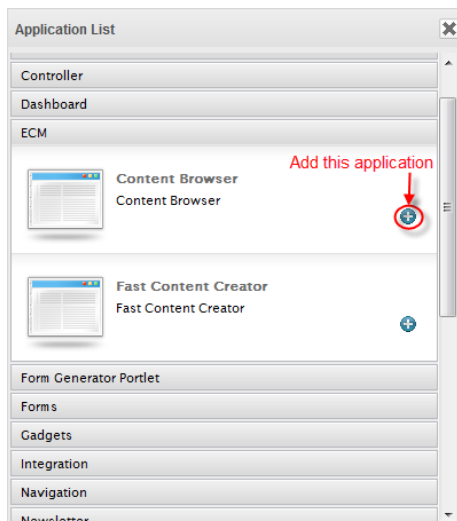 Application List
Controller
Dashboard
ECM
Add this application
Content Browser
Content Browser
Fast Content Creator
Fast Content Creator
Form Generator Portlet
Forms
Gadgets
Integration
Navigation
Newsletter